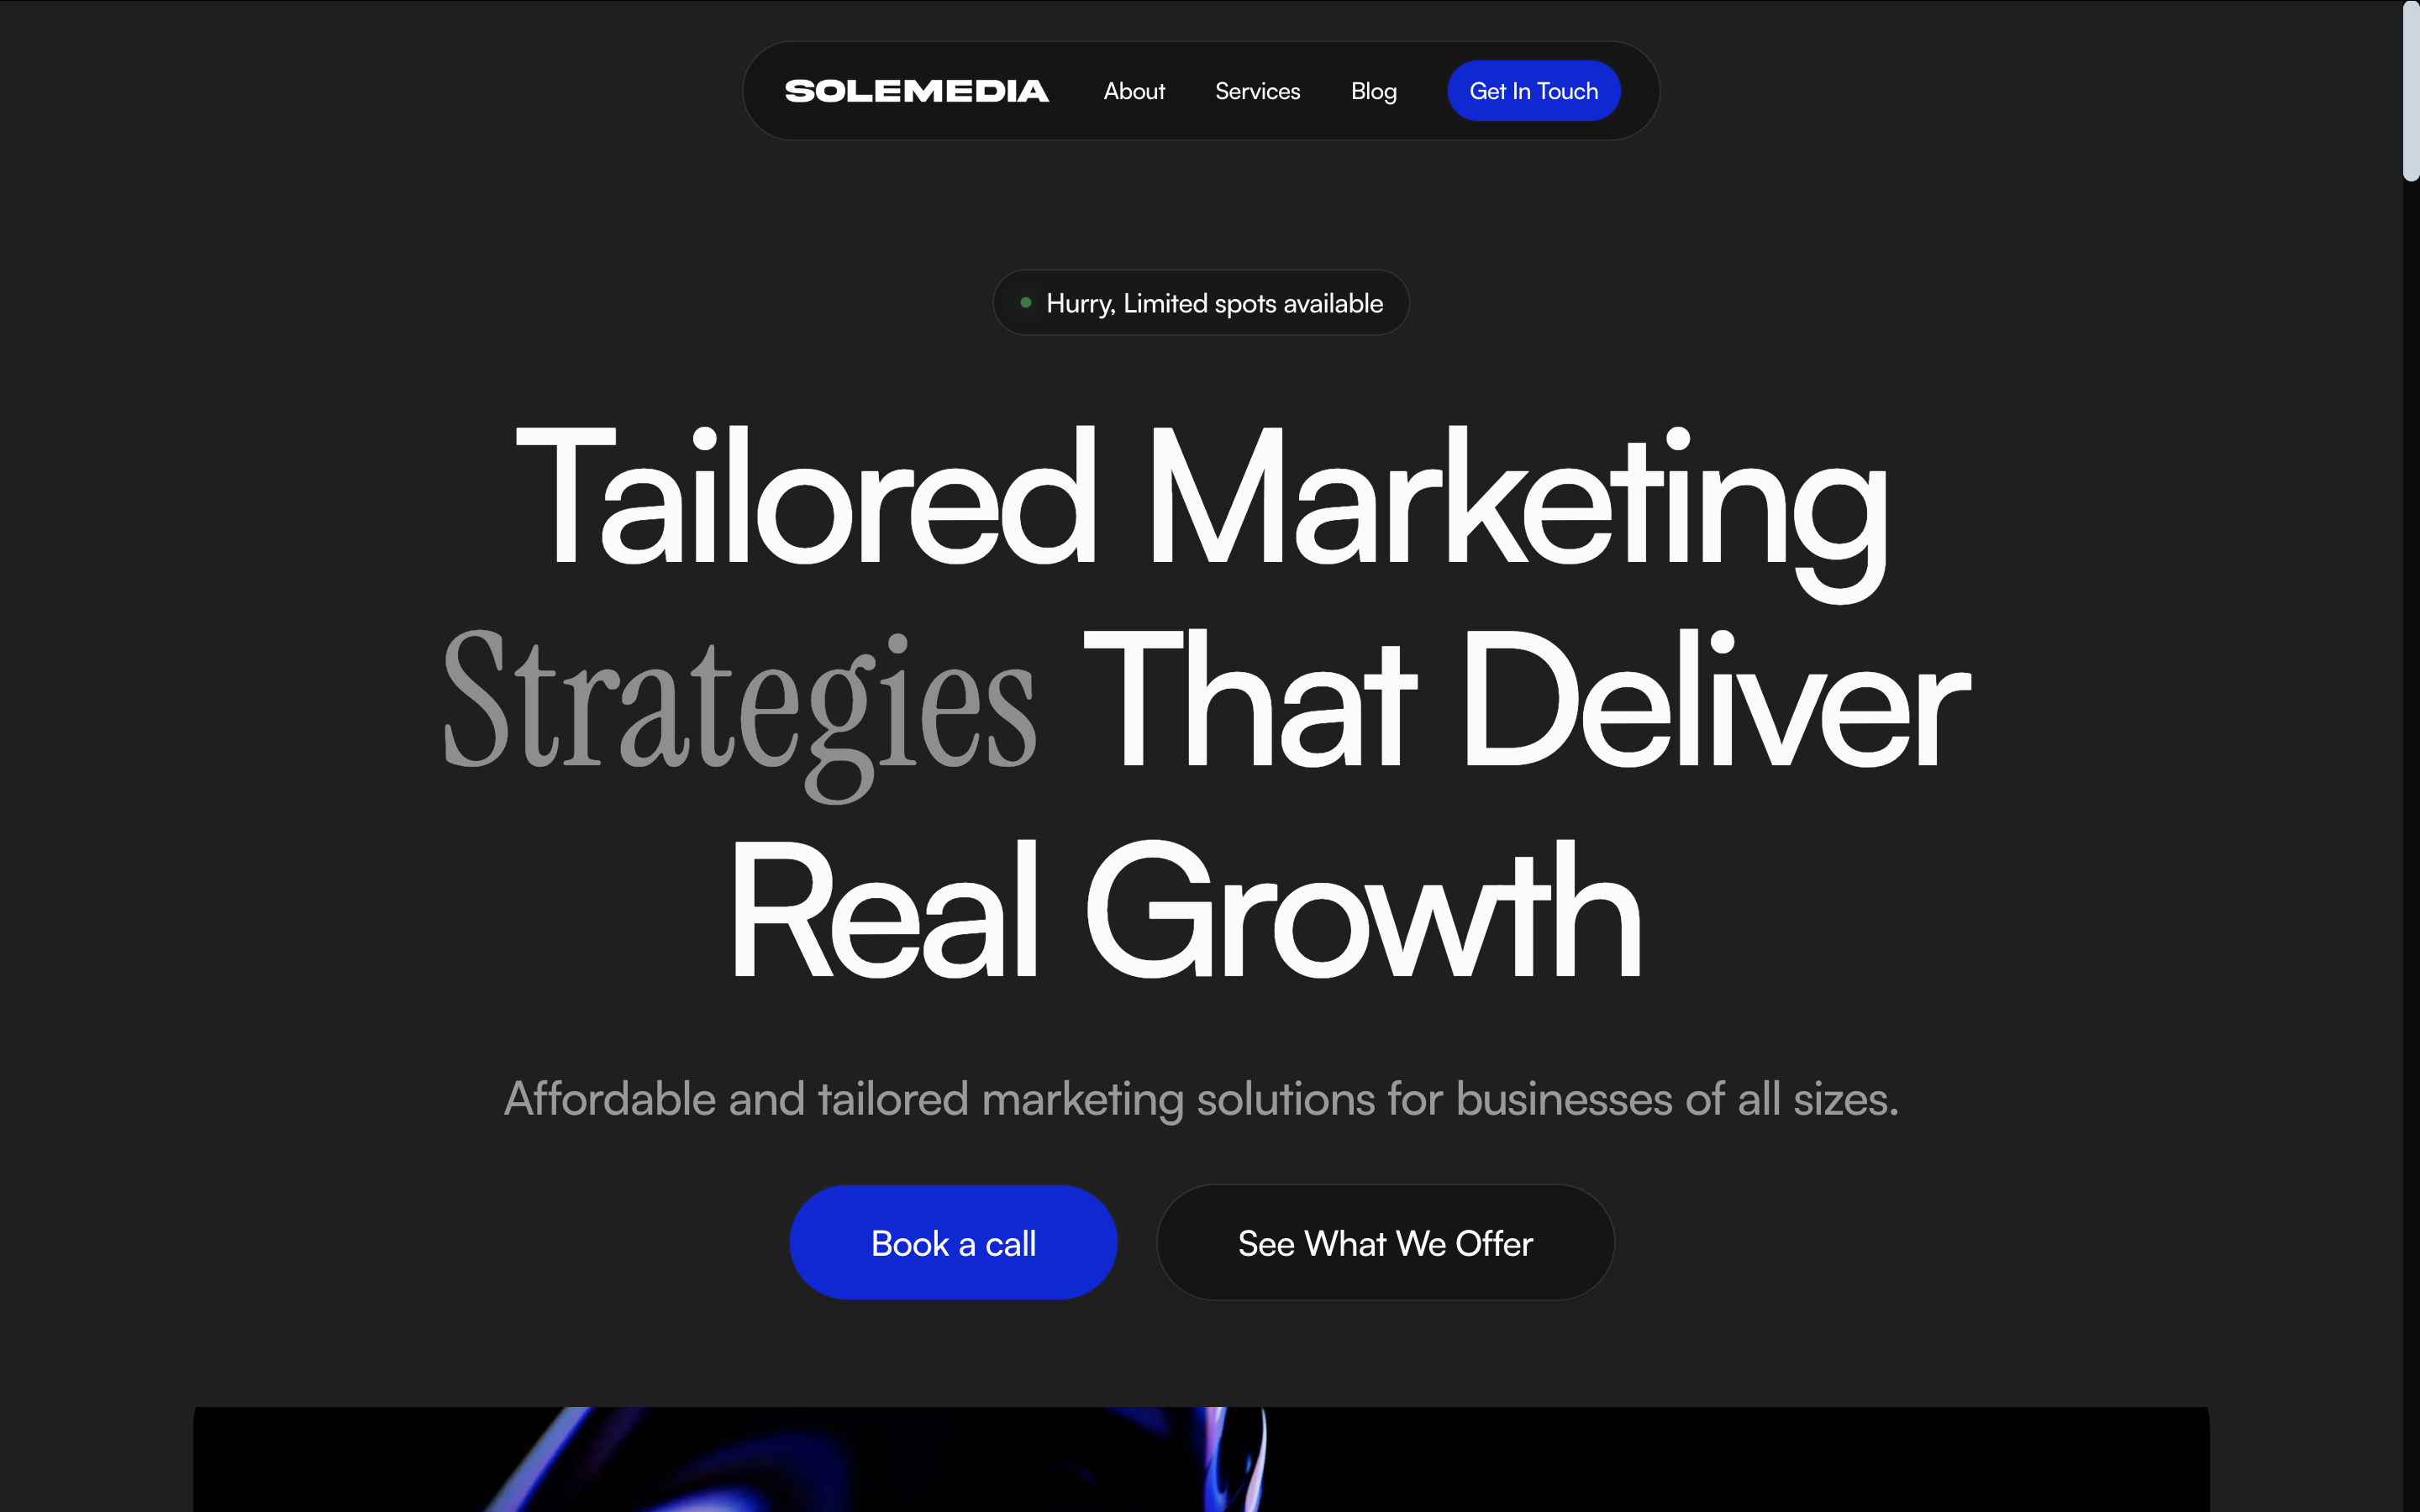 SOLEMEDIA About Services Blog Get In Touch
Hurry, Limited spots available
Tailored Marketing
Strategies That Deliver
Real Growth
Affordable and tailored marketing solutions for businesses of all sizes.
Book a call See What We Offer